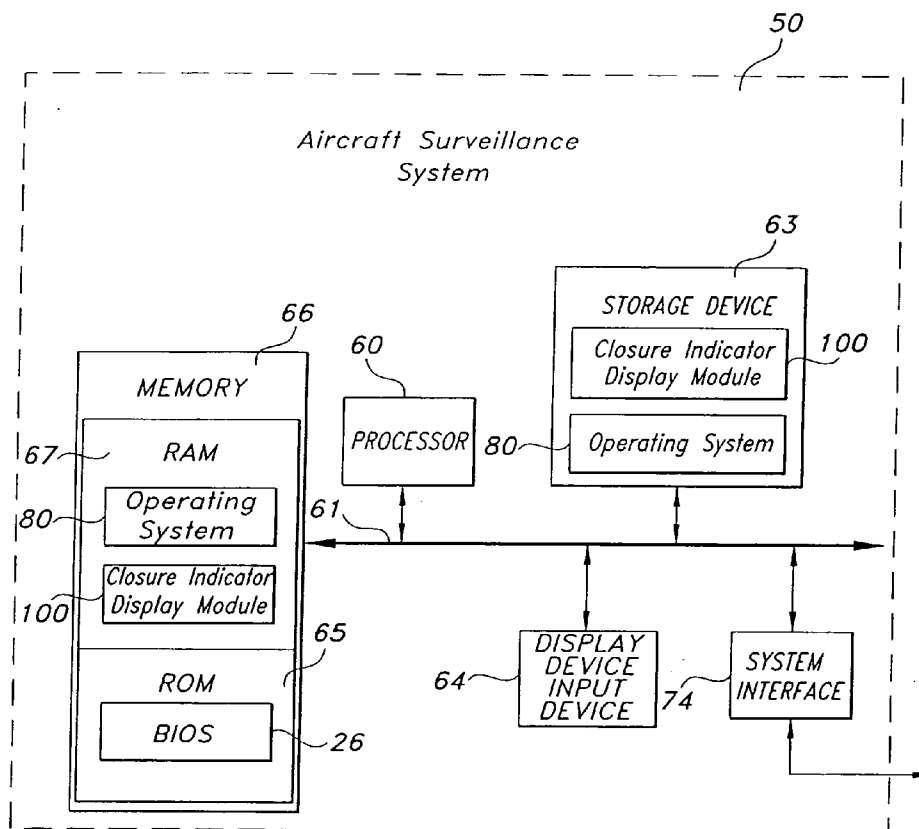 50
Aircraft Surveillance
System
63
STORAGE DEVICE
Closure Indicator
Display Module
100
80
Operating System
66
MEMORY
60
PROCESSOR
67
RAM
80
Operating
System
61
100
Closure Indicator
Display Module
65
ROM
BIOS
26
64
DISPLAY
DEVICE
INPUT
DEVICE
74
SYSTEM
INTERFACE